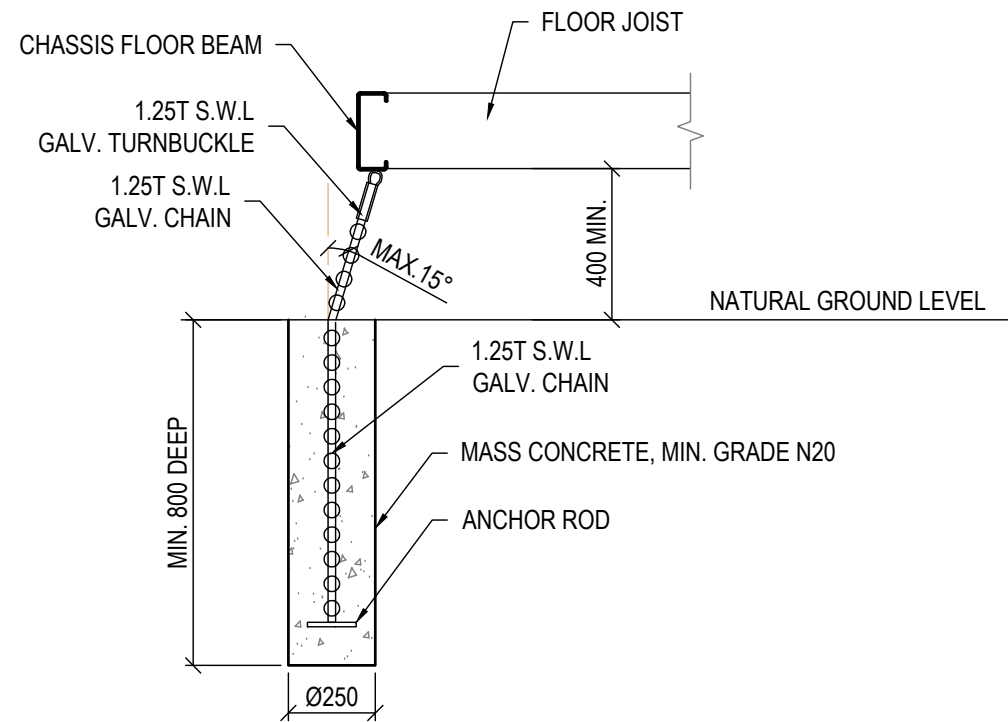 FLOOR JOIST
CHASSIS FLOOR BEAM
1.25T S.W.L
GALV. TURNBUCKLE
1.25T S.W.L
GALV. CHAIN
MAX.15°
400 MIN.
NATURAL GROUND LEVEL
1.25T S.W.L
GALV. CHAIN
MASS CONCRETE, MIN. GRADE N20
MIN. 800 DEEP
ANCHOR ROD
Ø250